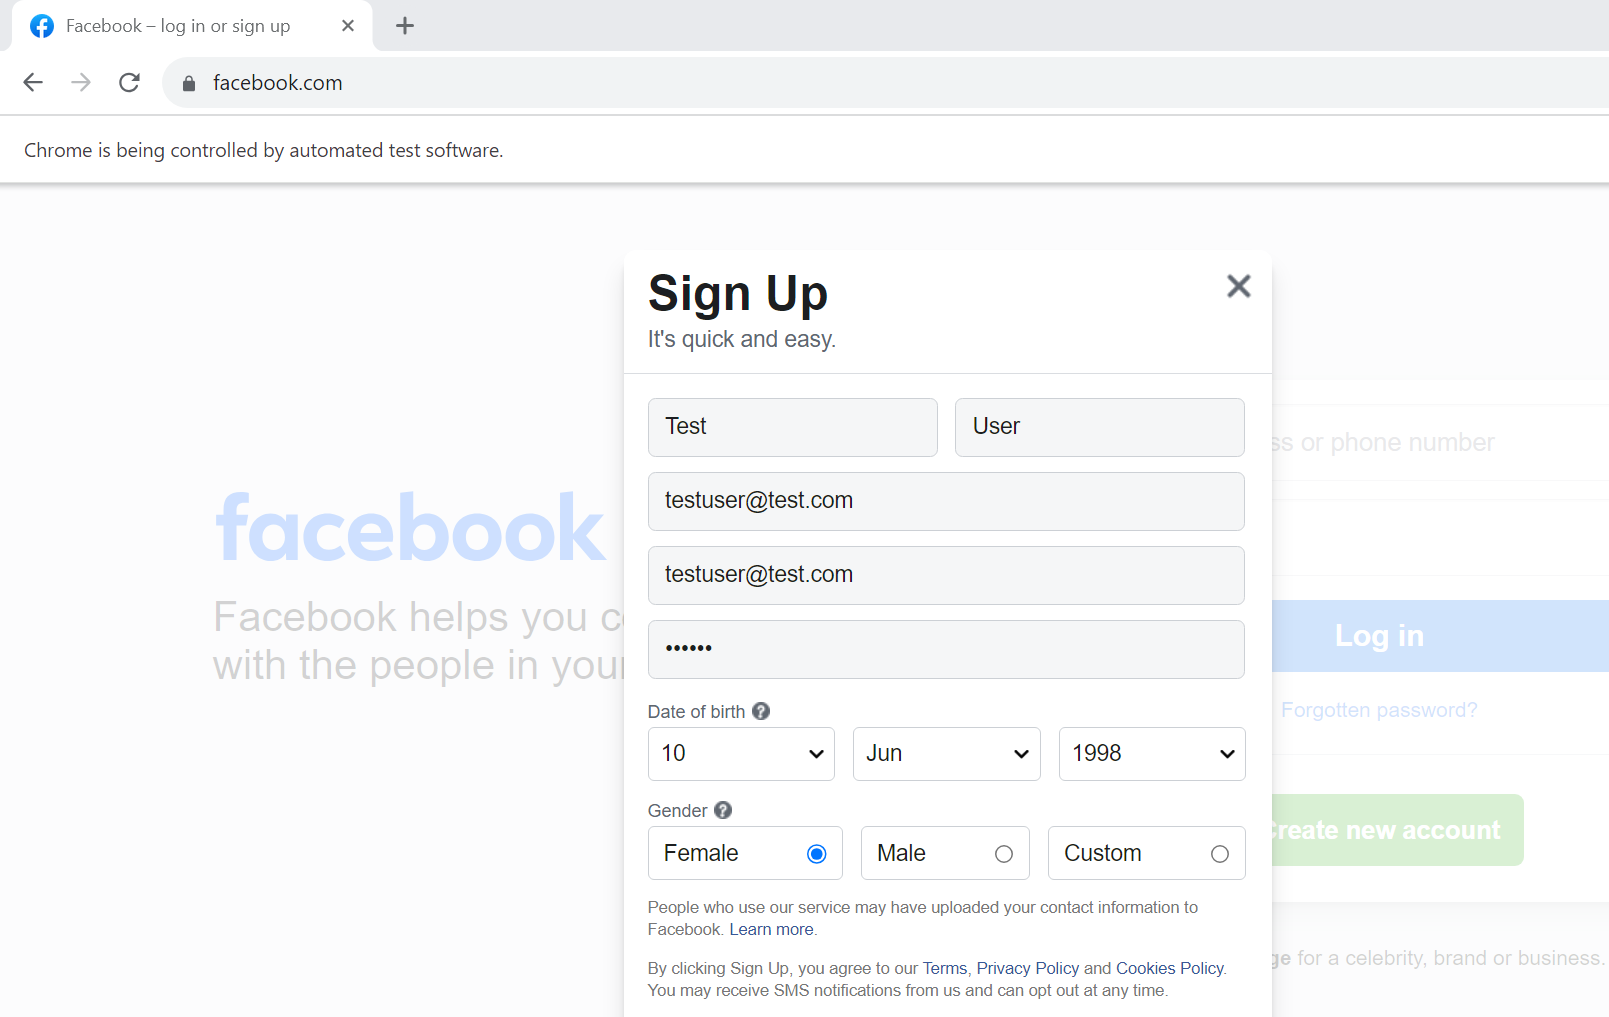 Facebook – log in or sign up
facebook.com
Chrome is being controlled by automated test software.
Sign Up
It's quick and easy.
Test User
testuser@test.com
testuser@test.com
••••••
Date of birth
10 Jun 1998
Gender
Female Male Custom
People who use our service may have uploaded your contact information to
Facebook. Learn more.
By clicking Sign Up, you agree to our Terms, Privacy Policy and Cookies Policy.
You may receive SMS notifications from us and can opt out at any time.
facebook
Facebook helps you
with the people in your
or phone number
Log in
Forgotten password?
Create new account
for a celebrity, brand or business.